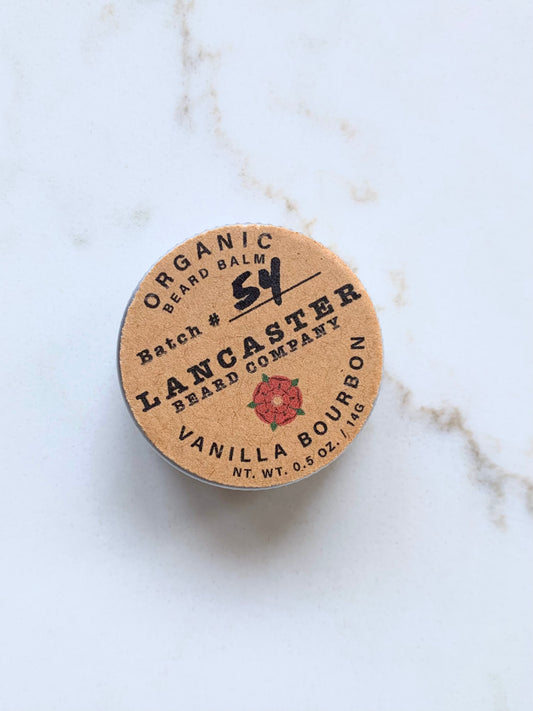 ORGANIC
BEARD BALM
Batch # 54
LANCASTER
BEARD COMPANY
VANILLA BOURBON
NT. WT. 0.5 OZ. / 14G